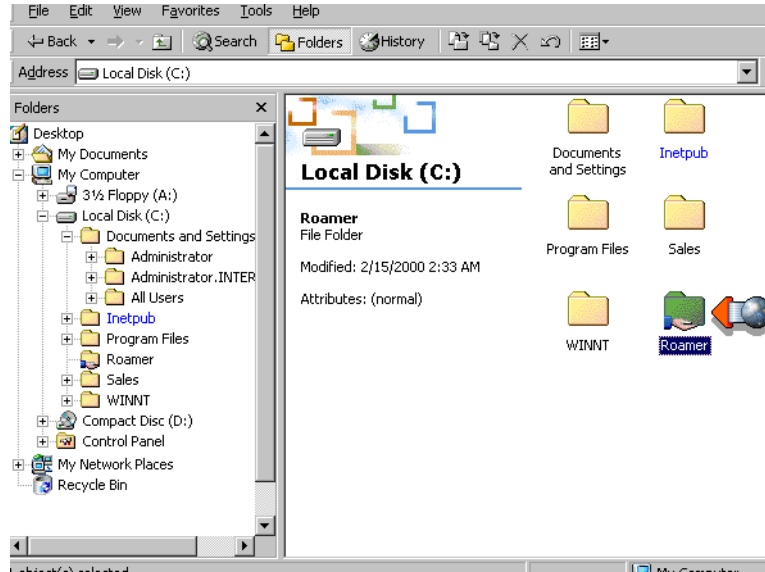 File Edit View Favorites Tools Help
Back Search Folders History
Address Local Disk (C:)
Folders
Desktop
My Documents
My Computer
3½ Floppy (A:)
Local Disk (C:)
Documents and Settings
Administrator
Administrator.INTER
All Users
Inetpub
Program Files
Roamer
Sales
WINNT
Compact Disc (D:)
Control Panel
My Network Places
Recycle Bin
Local Disk (C:)
Roamer
File Folder
Modified: 2/15/2000 2:33 AM
Attributes: (normal)
Documents
and Settings
Inetpub
Program Files
Sales
WINNT
Roamer
object(s) selected
My Computer